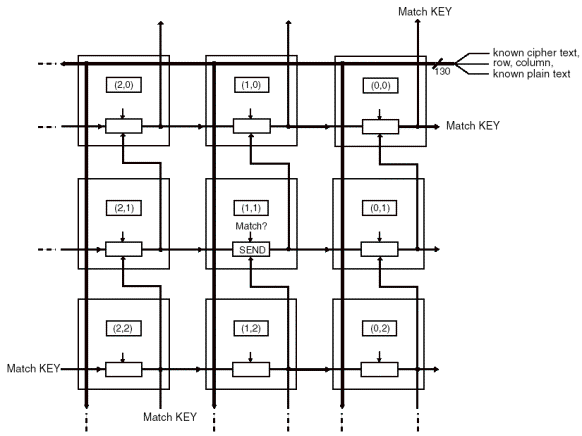 Match KEY
known cipher text,
row, column,
known plain text
130
(2,0)
(1,0)
(0,0)
Match KEY
(2,1)
(1,1)
(0,1)
Match?
SEND
(2,2)
(1,2)
(0,2)
Match KEY
Match KEY